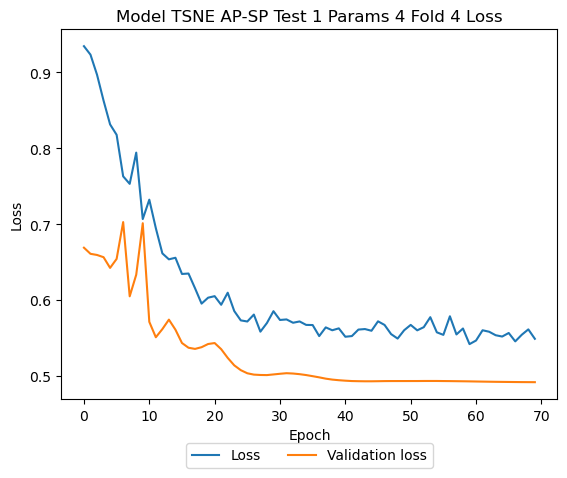 Model TSNE AP-SP Test 1 Params 4 Fold 4 Loss
Loss
0.9
0.8
0.7
0.6
0.5
0 10 20 30 40 50 60 70
Epoch
Loss Validation loss